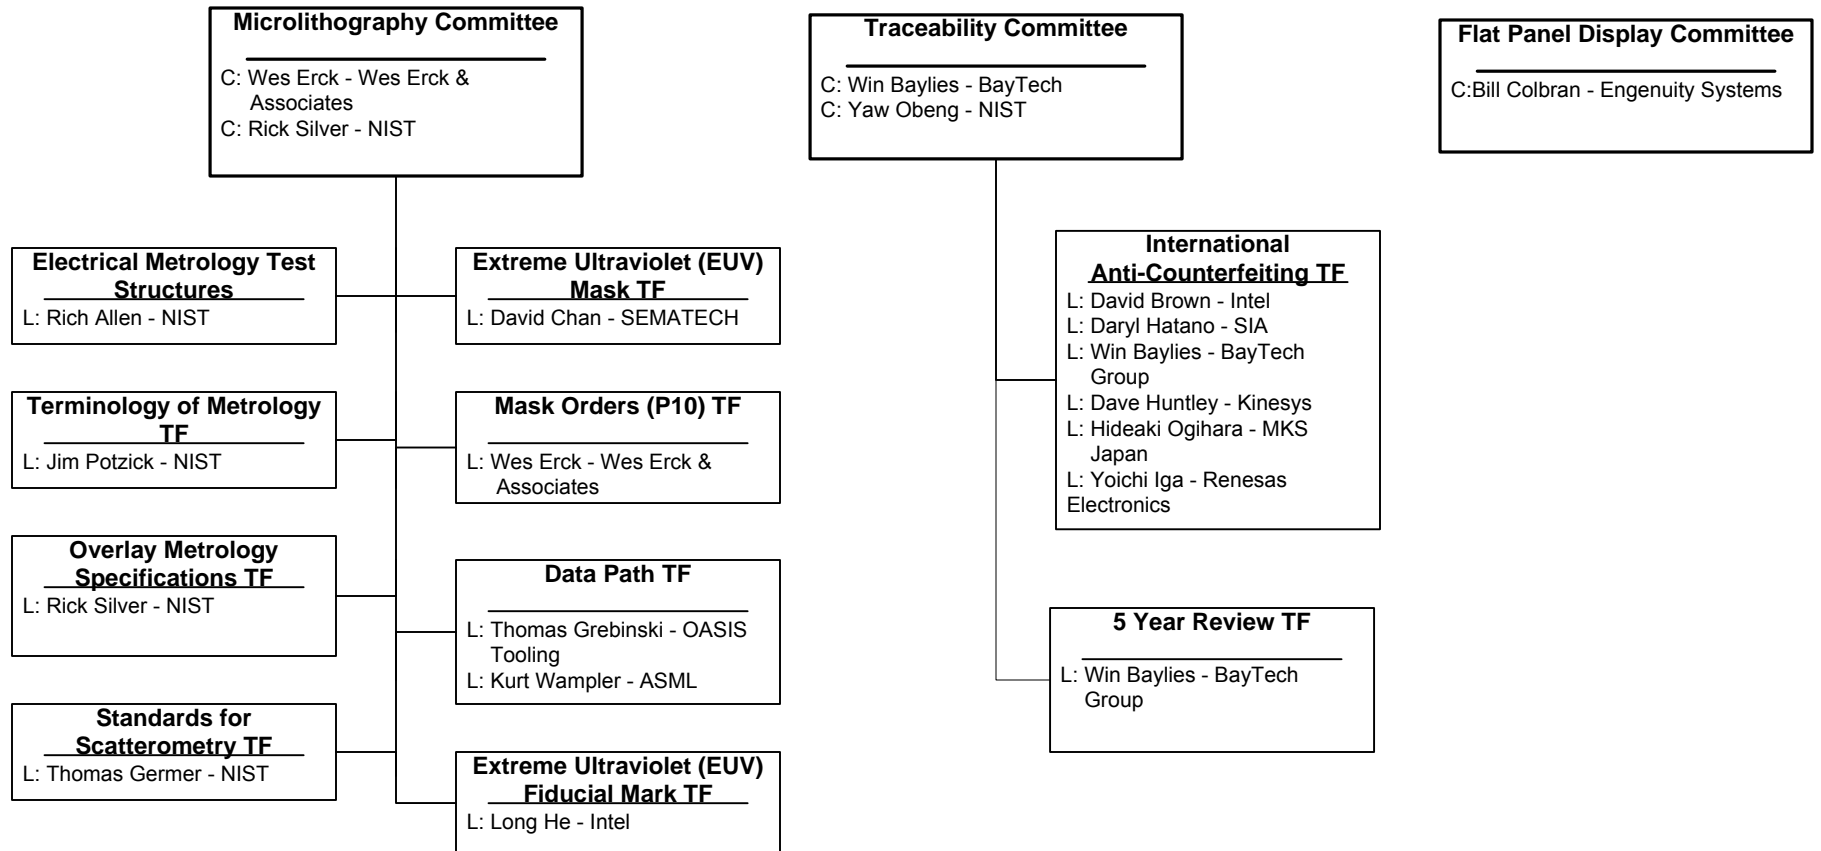 Microlithography Committee
C: Wes Erck - Wes Erck &
Associates
C: Rick Silver - NIST
Electrical Metrology Test
Structures
L: Rich Allen - NIST
Terminology of Metrology
TF
L: Jim Potzick - NIST
Overlay Metrology
Specifications TF
L: Rick Silver - NIST
Standards for
Scatterometry TF
L: Thomas Germer - NIST
Extreme Ultraviolet (EUV)
Mask TF
L: David Chan - SEMATECH
Mask Orders (P10) TF
L: Wes Erck - Wes Erck &
Associates
Data Path TF
L: Thomas Grebinski - OASIS
Tooling
L: Kurt Wampler - ASML
Extreme Ultraviolet (EUV)
Fiducial Mark TF
L: Long He - Intel
Traceability Committee
C: Win Baylies - BayTech
C: Yaw Obeng - NIST
International
Anti-Counterfeiting TF
L: David Brown - Intel
L: Daryl Hatano - SIA
L: Win Baylies - BayTech
Group
L: Dave Huntley - Kinesys
L: Hideaki Ogihara - MKS
Japan
L: Yoichi Iga - Renesas
Electronics
5 Year Review TF
L: Win Baylies - BayTech
Group
Flat Panel Display Committee
C:Bill Colbran - Engenuity Systems